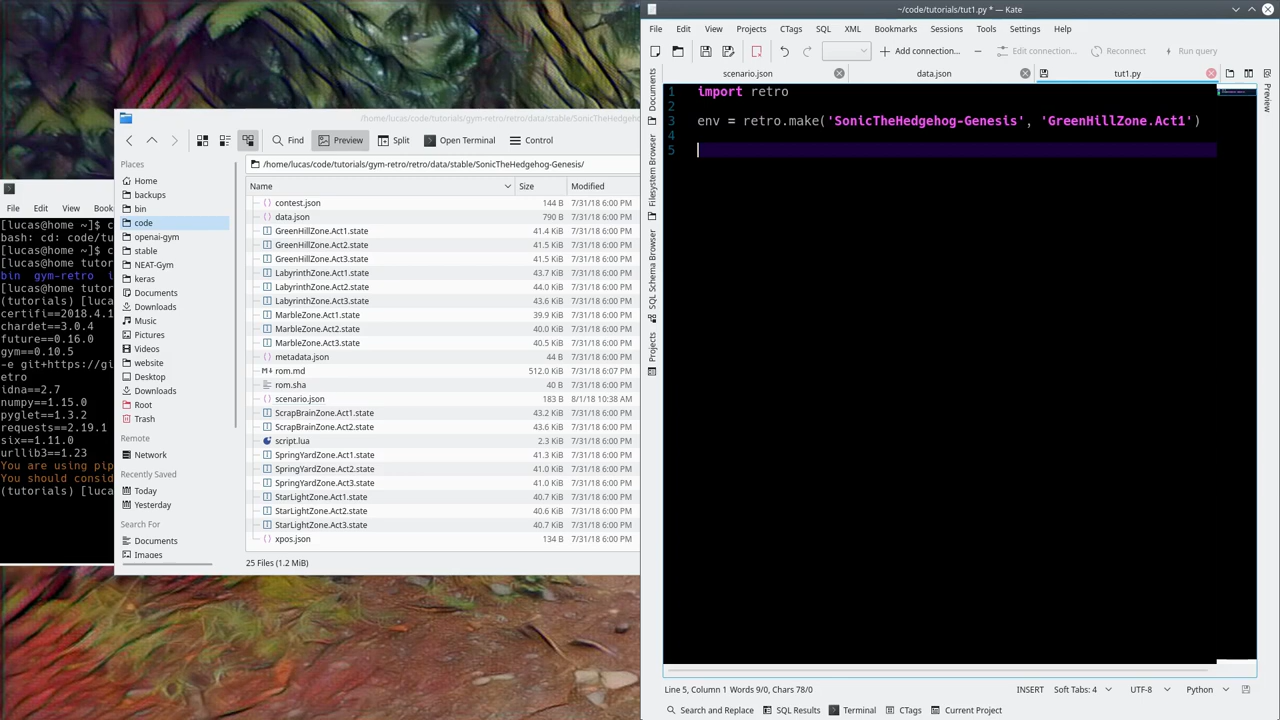 ~/code/tutorials/tut1.py * — Kate
File Edit View Projects CTags SQL XML Bookmarks Sessions Tools Settings Help
Add connection... Edit connection... Reconnect Run query
scenario.json data.json tut1.py
Documents
Filesystem Browser
SQL Schema Browser
Projects
Preview
1 import retro
2
3 env = retro.make('SonicTheHedgehog-Genesis', 'GreenHillZone.Act1')
4
5
Line 5, Column 1 Words 9/0, Chars 78/0 INSERT Soft Tabs: 4 UTF-8 Python
Search and Replace SQL Results Terminal CTags Current Project
/home/lucas/code/tutorials/gym-retro/retro/data/stable/SonicTheHedgeho
Find Preview Split Open Terminal Control
Places
Home
backups
bin
code
openai-gym
stable
NEAT-Gym
keras
Documents
Downloads
Music
Pictures
Videos
website
Desktop
Downloads
Root
Trash
Remote
Network
Recently Saved
Today
Yesterday
Search For
Documents
Images
/home/lucas/code/tutorials/gym-retro/retro/data/stable/SonicTheHedgehog-Genesis/
Name Size Modified
contest.json 144 B 7/31/18 6:00 PM
data.json 790 B 7/31/18 6:00 PM
GreenHillZone.Act1.state 41.4 KiB 7/31/18 6:00 PM
GreenHillZone.Act2.state 41.5 KiB 7/31/18 6:00 PM
GreenHillZone.Act3.state 41.5 KiB 7/31/18 6:00 PM
LabyrinthZone.Act1.state 43.7 KiB 7/31/18 6:00 PM
LabyrinthZone.Act2.state 44.0 KiB 7/31/18 6:00 PM
LabyrinthZone.Act3.state 43.6 KiB 7/31/18 6:00 PM
MarbleZone.Act1.state 39.9 KiB 7/31/18 6:00 PM
MarbleZone.Act2.state 40.0 KiB 7/31/18 6:00 PM
MarbleZone.Act3.state 40.5 KiB 7/31/18 6:00 PM
metadata.json 44 B 7/31/18 6:00 PM
rom.md 512.0 KiB 7/31/18 6:07 PM
rom.sha 40 B 7/31/18 6:00 PM
scenario.json 183 B 8/1/18 10:38 AM
ScrapBrainZone.Act1.state 43.2 KiB 7/31/18 6:00 PM
ScrapBrainZone.Act2.state 43.6 KiB 7/31/18 6:00 PM
script.lua 2.3 KiB 7/31/18 6:00 PM
SpringYardZone.Act1.state 41.3 KiB 7/31/18 6:00 PM
SpringYardZone.Act2.state 41.0 KiB 7/31/18 6:00 PM
SpringYardZone.Act3.state 41.0 KiB 7/31/18 6:00 PM
StarLightZone.Act1.state 40.7 KiB 7/31/18 6:00 PM
StarLightZone.Act2.state 40.6 KiB 7/31/18 6:00 PM
StarLightZone.Act3.state 40.7 KiB 7/31/18 6:00 PM
xpos.json 134 B 7/31/18 6:00 PM
25 Files (1.2 MiB)
File Edit View Book
[lucas@home ~]$ c
bash: cd: code/tu
[lucas@home ~]$ c
[lucas@home tutor
bin gym-retro l
[lucas@home tutor
(tutorials) [luca
certifi==2018.4.1
chardet==3.0.4
future==0.16.0
gym==0.10.5
-e git+https://gi
etro
idna==2.7
numpy==1.15.0
pyglet==1.3.2
requests==2.19.1
six==1.11.0
urllib3==1.23
You are using pip
You should consid
(tutorials) [luca